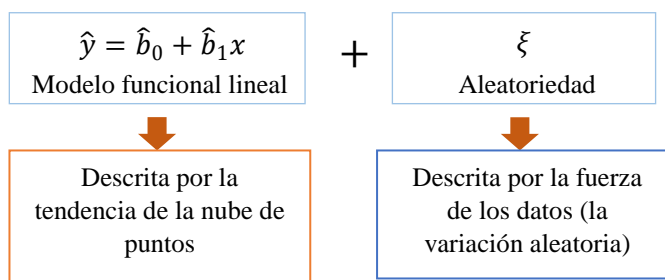 ŷ = b̂₀ + b̂₁x
Modelo funcional lineal
+
ξ
Aleatoriedad
Descrita por la
tendencia de la nube de
puntos
Descrita por la fuerza
de los datos (la
variación aleatoria)